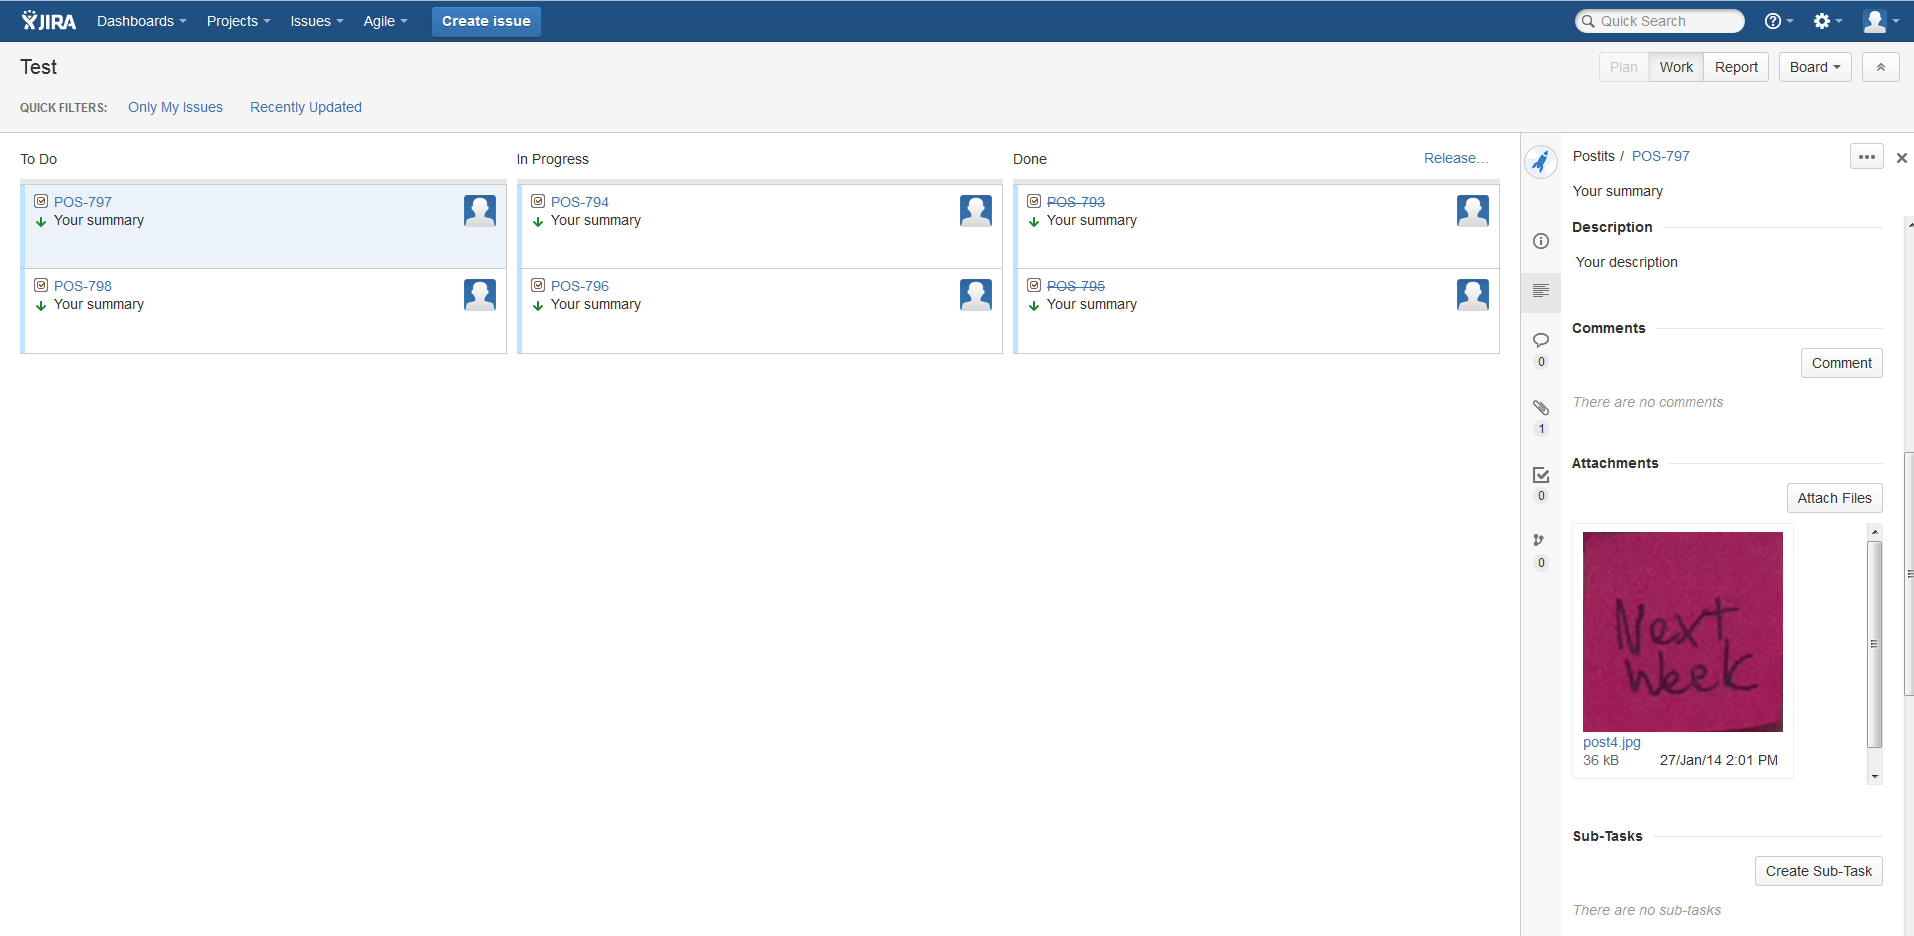 JIRA Dashboards Projects Issues Agile Create issue Quick Search
Test
Plan Work Report Board
QUICK FILTERS: Only My Issues Recently Updated
To Do
POS-797
Your summary
POS-798
Your summary
In Progress
POS-794
Your summary
POS-796
Your summary
Done Release…
POS-793
Your summary
POS-795
Your summary
Postits / POS-797
Your summary
Description
Your description
Comments
Comment
There are no comments
Attachments
Attach Files
Next
Week
post4.jpg
36 kB 27/Jan/14 2:01 PM
Sub-Tasks
Create Sub-Task
There are no sub-tasks
0
1
0
0